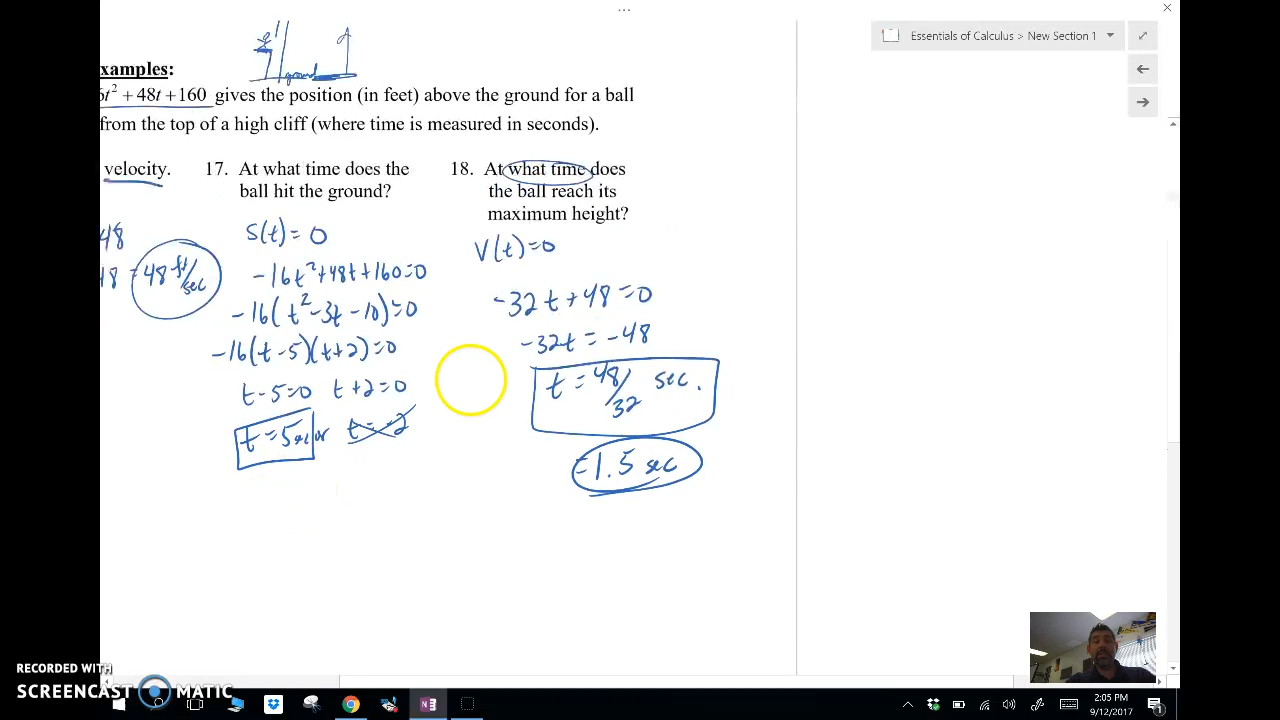 Essentials of Calculus > New Section 1
xamples:
ground
6t² + 48t + 160 gives the position (in feet) above the ground for a ball
from the top of a high cliff (where time is measured in seconds).
velocity.
48
48 = 48 ft/sec
17. At what time does the
ball hit the ground?
S(t) = 0
-16t² + 48t + 160 = 0
-16(t² - 3t - 10) = 0
-16(t - 5)(t + 2) = 0
t - 5 = 0 t + 2 = 0
t = 5 sec or t = -2
18. At what time does
the ball reach its
maximum height?
V(t) = 0
-32t + 48 = 0
-32t = -48
t = 48/32 sec.
= 1.5 sec
RECORDED WITH
SCREENCAST MATIC
2:05 PM
9/12/2017